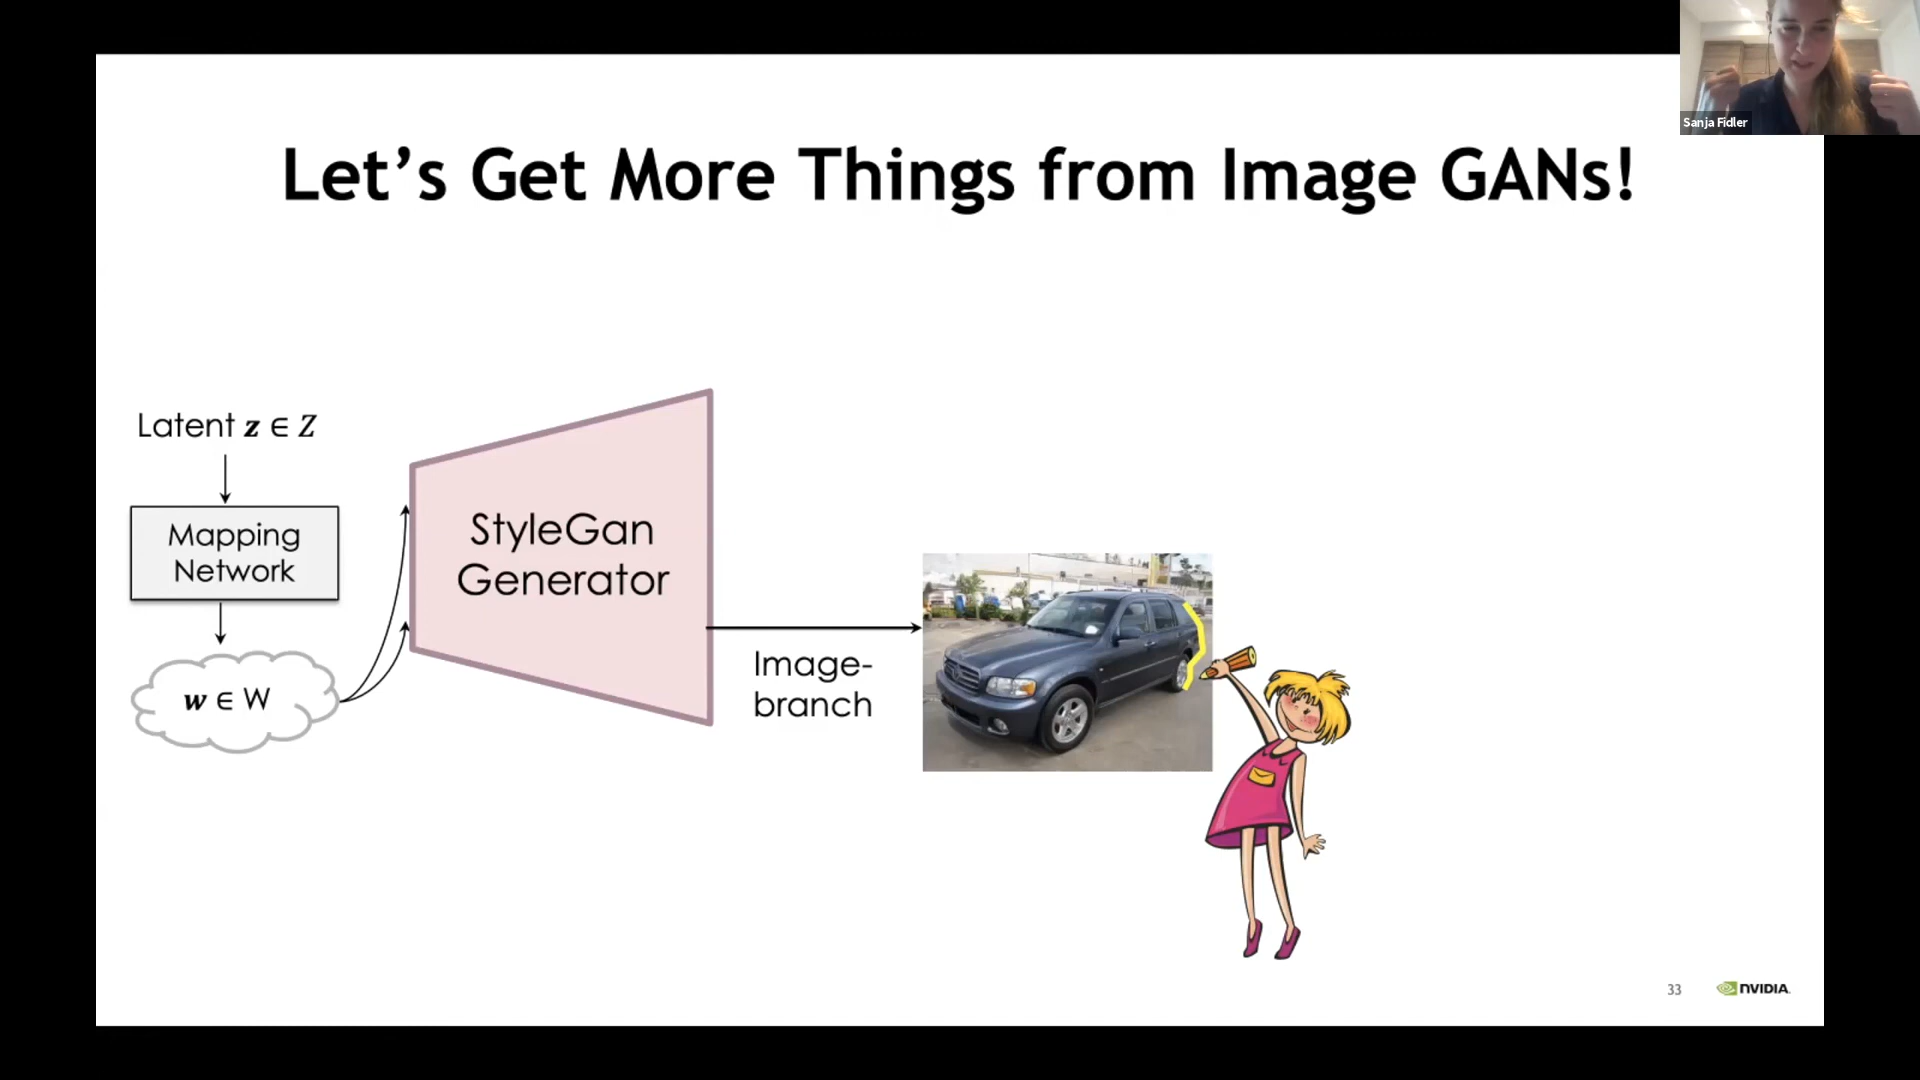 Sanja Fidler
Let's Get More Things from Image GANs!
Latent z ∈ Z
Mapping
Network
w ∈ W
StyleGan
Generator
Image-
branch
33
NVIDIA.